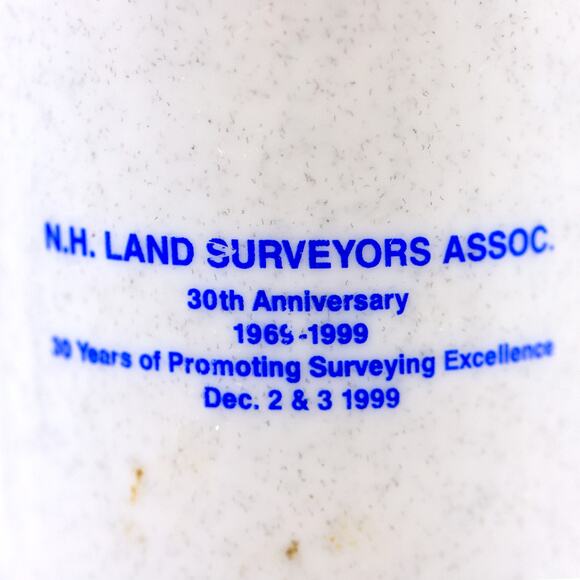 N.H. LAND SURVEYORS ASSOC.
30th Anniversary
1969-1999
30 Years of Promoting Surveying Excellence
Dec. 2 & 3 1999